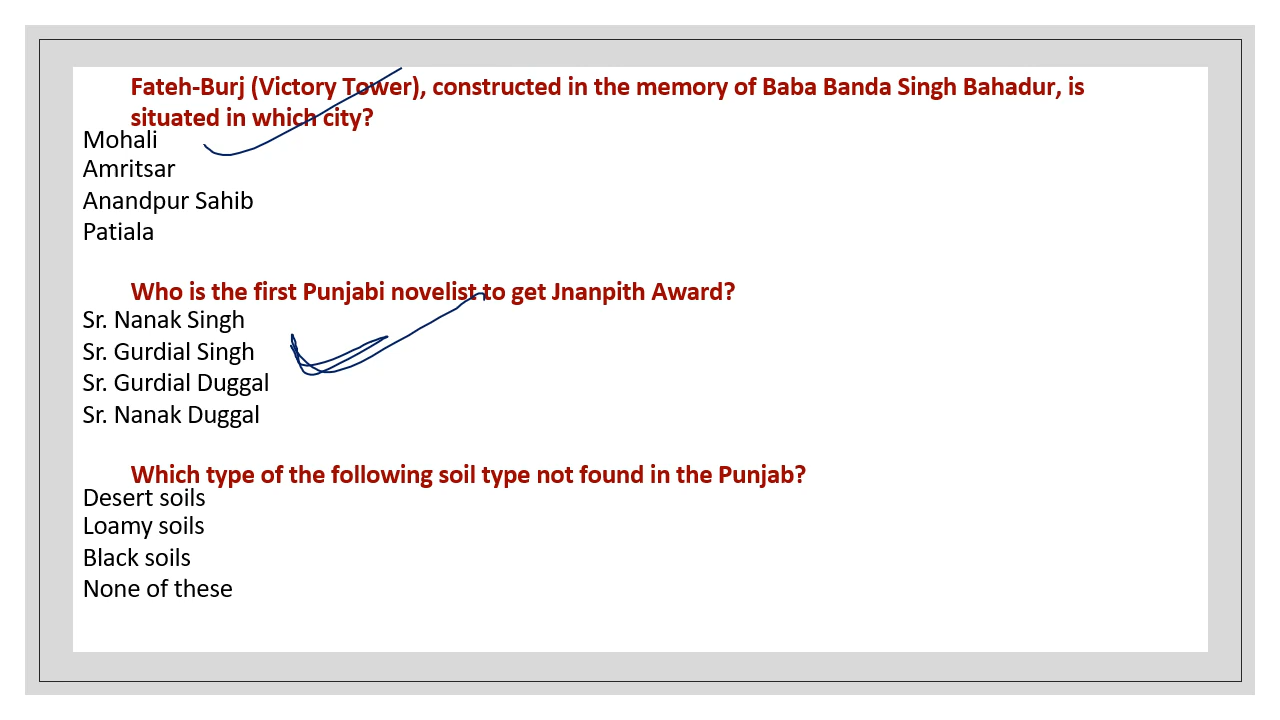 Fateh-Burj (Victory Tower), constructed in the memory of Baba Banda Singh Bahadur, is
situated in which city?
Mohali
Amritsar
Anandpur Sahib
Patiala
Who is the first Punjabi novelist to get Jnanpith Award?
Sr. Nanak Singh
Sr. Gurdial Singh
Sr. Gurdial Duggal
Sr. Nanak Duggal
Which type of the following soil type not found in the Punjab?
Desert soils
Loamy soils
Black soils
None of these